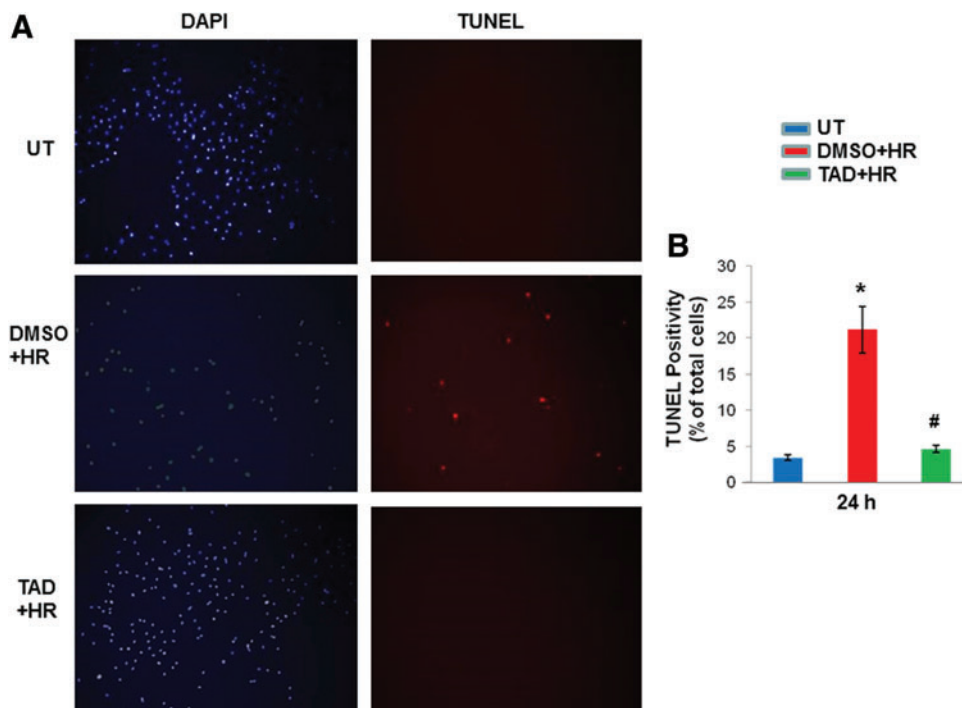 A
DAPI
TUNEL
UT
DMSO
+HR
TAD
+HR
UT
DMSO+HR
TAD+HR
B
TUNEL Positivity
(% of total cells)
30
25
20
15
10
5
0
*
#
24 h